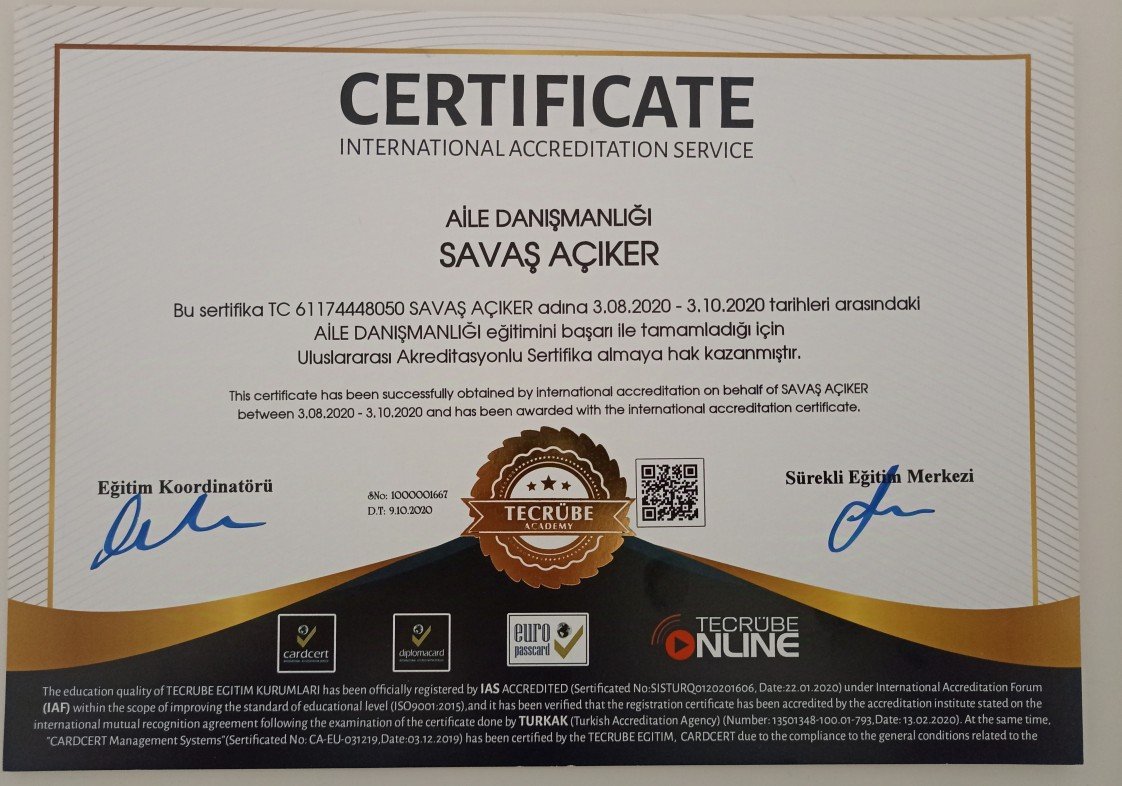 CERTIFICATE
INTERNATIONAL ACCREDITATION SERVICE
AİLE DANIŞMANLIĞI
SAVAŞ AÇIKER
Bu sertifika TC 61174448050 SAVAŞ AÇIKER adına 3.08.2020 - 3.10.2020 tarihleri arasındaki
AİLE DANIŞMANLIĞI eğitimini başarı ile tamamladığı için
Uluslararası Akreditasyonlu Sertifika almaya hak kazanmıştır.
This certificate has been successfully obtained by international accreditation on behalf of SAVAŞ AÇIKER
between 3.08.2020 - 3.10.2020 and has been awarded with the international accreditation certificate.
Eğitim Koordinatörü
SNo: 1000001667
D.T: 9.10.2020
TECRÜBE
ACADEMY
Sürekli Eğitim Merkezi
cardcert
diplomacard
euro
passcard
TECRÜBE
ONLINE
The education quality of TECRUBE EGITIM KURUMLARI has been officially registered by IAS ACCREDITED (Sertificated No:SISTURQ0120201606, Date:22.01.2020) under International Accreditation Forum
(IAF) within the scope of improving the standard of educational level (ISO9001:2015),and it has been verified that the registration certificate has been accredited by the accreditation institute stated on the
international mutual recognition agreement following the examination of the certificate done by TURKAK (Turkish Accreditation Agency) (Number: 13501348-100.01-793,Date: 13.02.2020). At the same time,
"CARDCERT Management Systems"(Sertificated No: CA-EU-031219,Date:03.12.2019) has been certified by the TECRUBE EGITIM, CARDCERT due to the compliance to the general conditions related to the